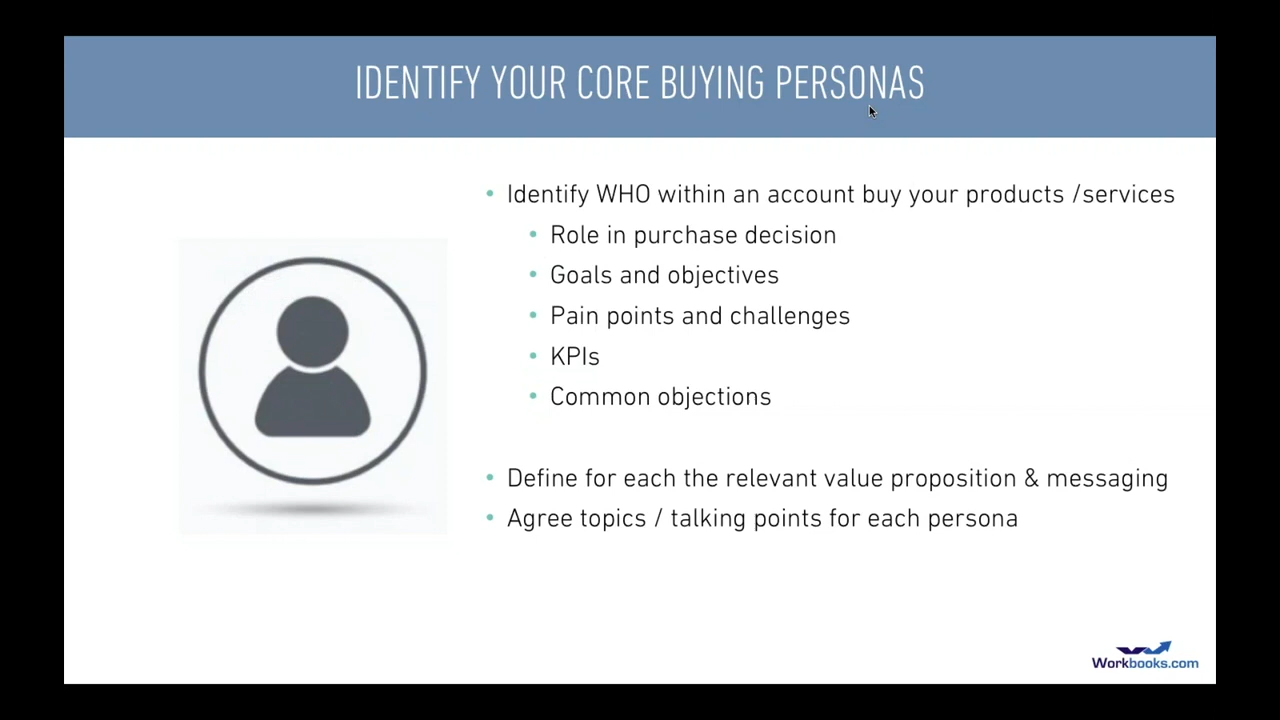 IDENTIFY YOUR CORE BUYING PERSONAS
• Identify WHO within an account buy your products /services
• Role in purchase decision
• Goals and objectives
• Pain points and challenges
• KPIs
• Common objections
• Define for each the relevant value proposition & messaging
• Agree topics / talking points for each persona
Workbooks.com